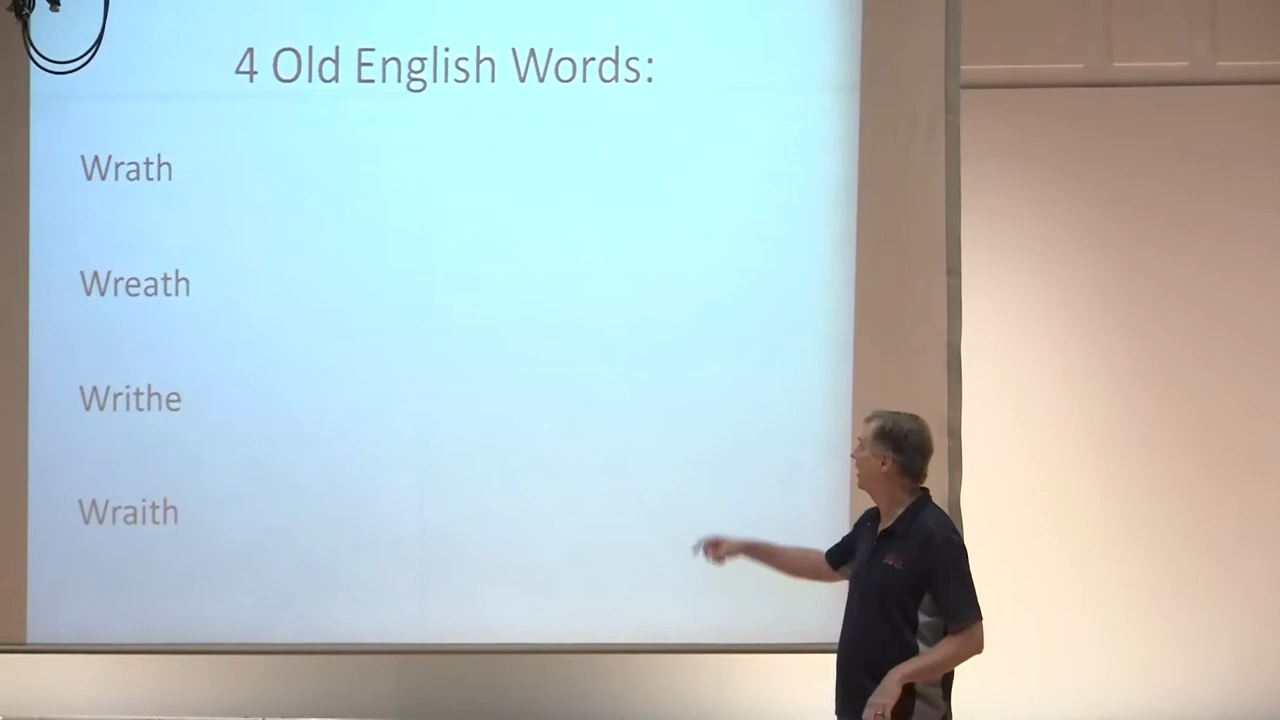 4 Old English Words:
Wrath
Wreath
Writhe
Wraith